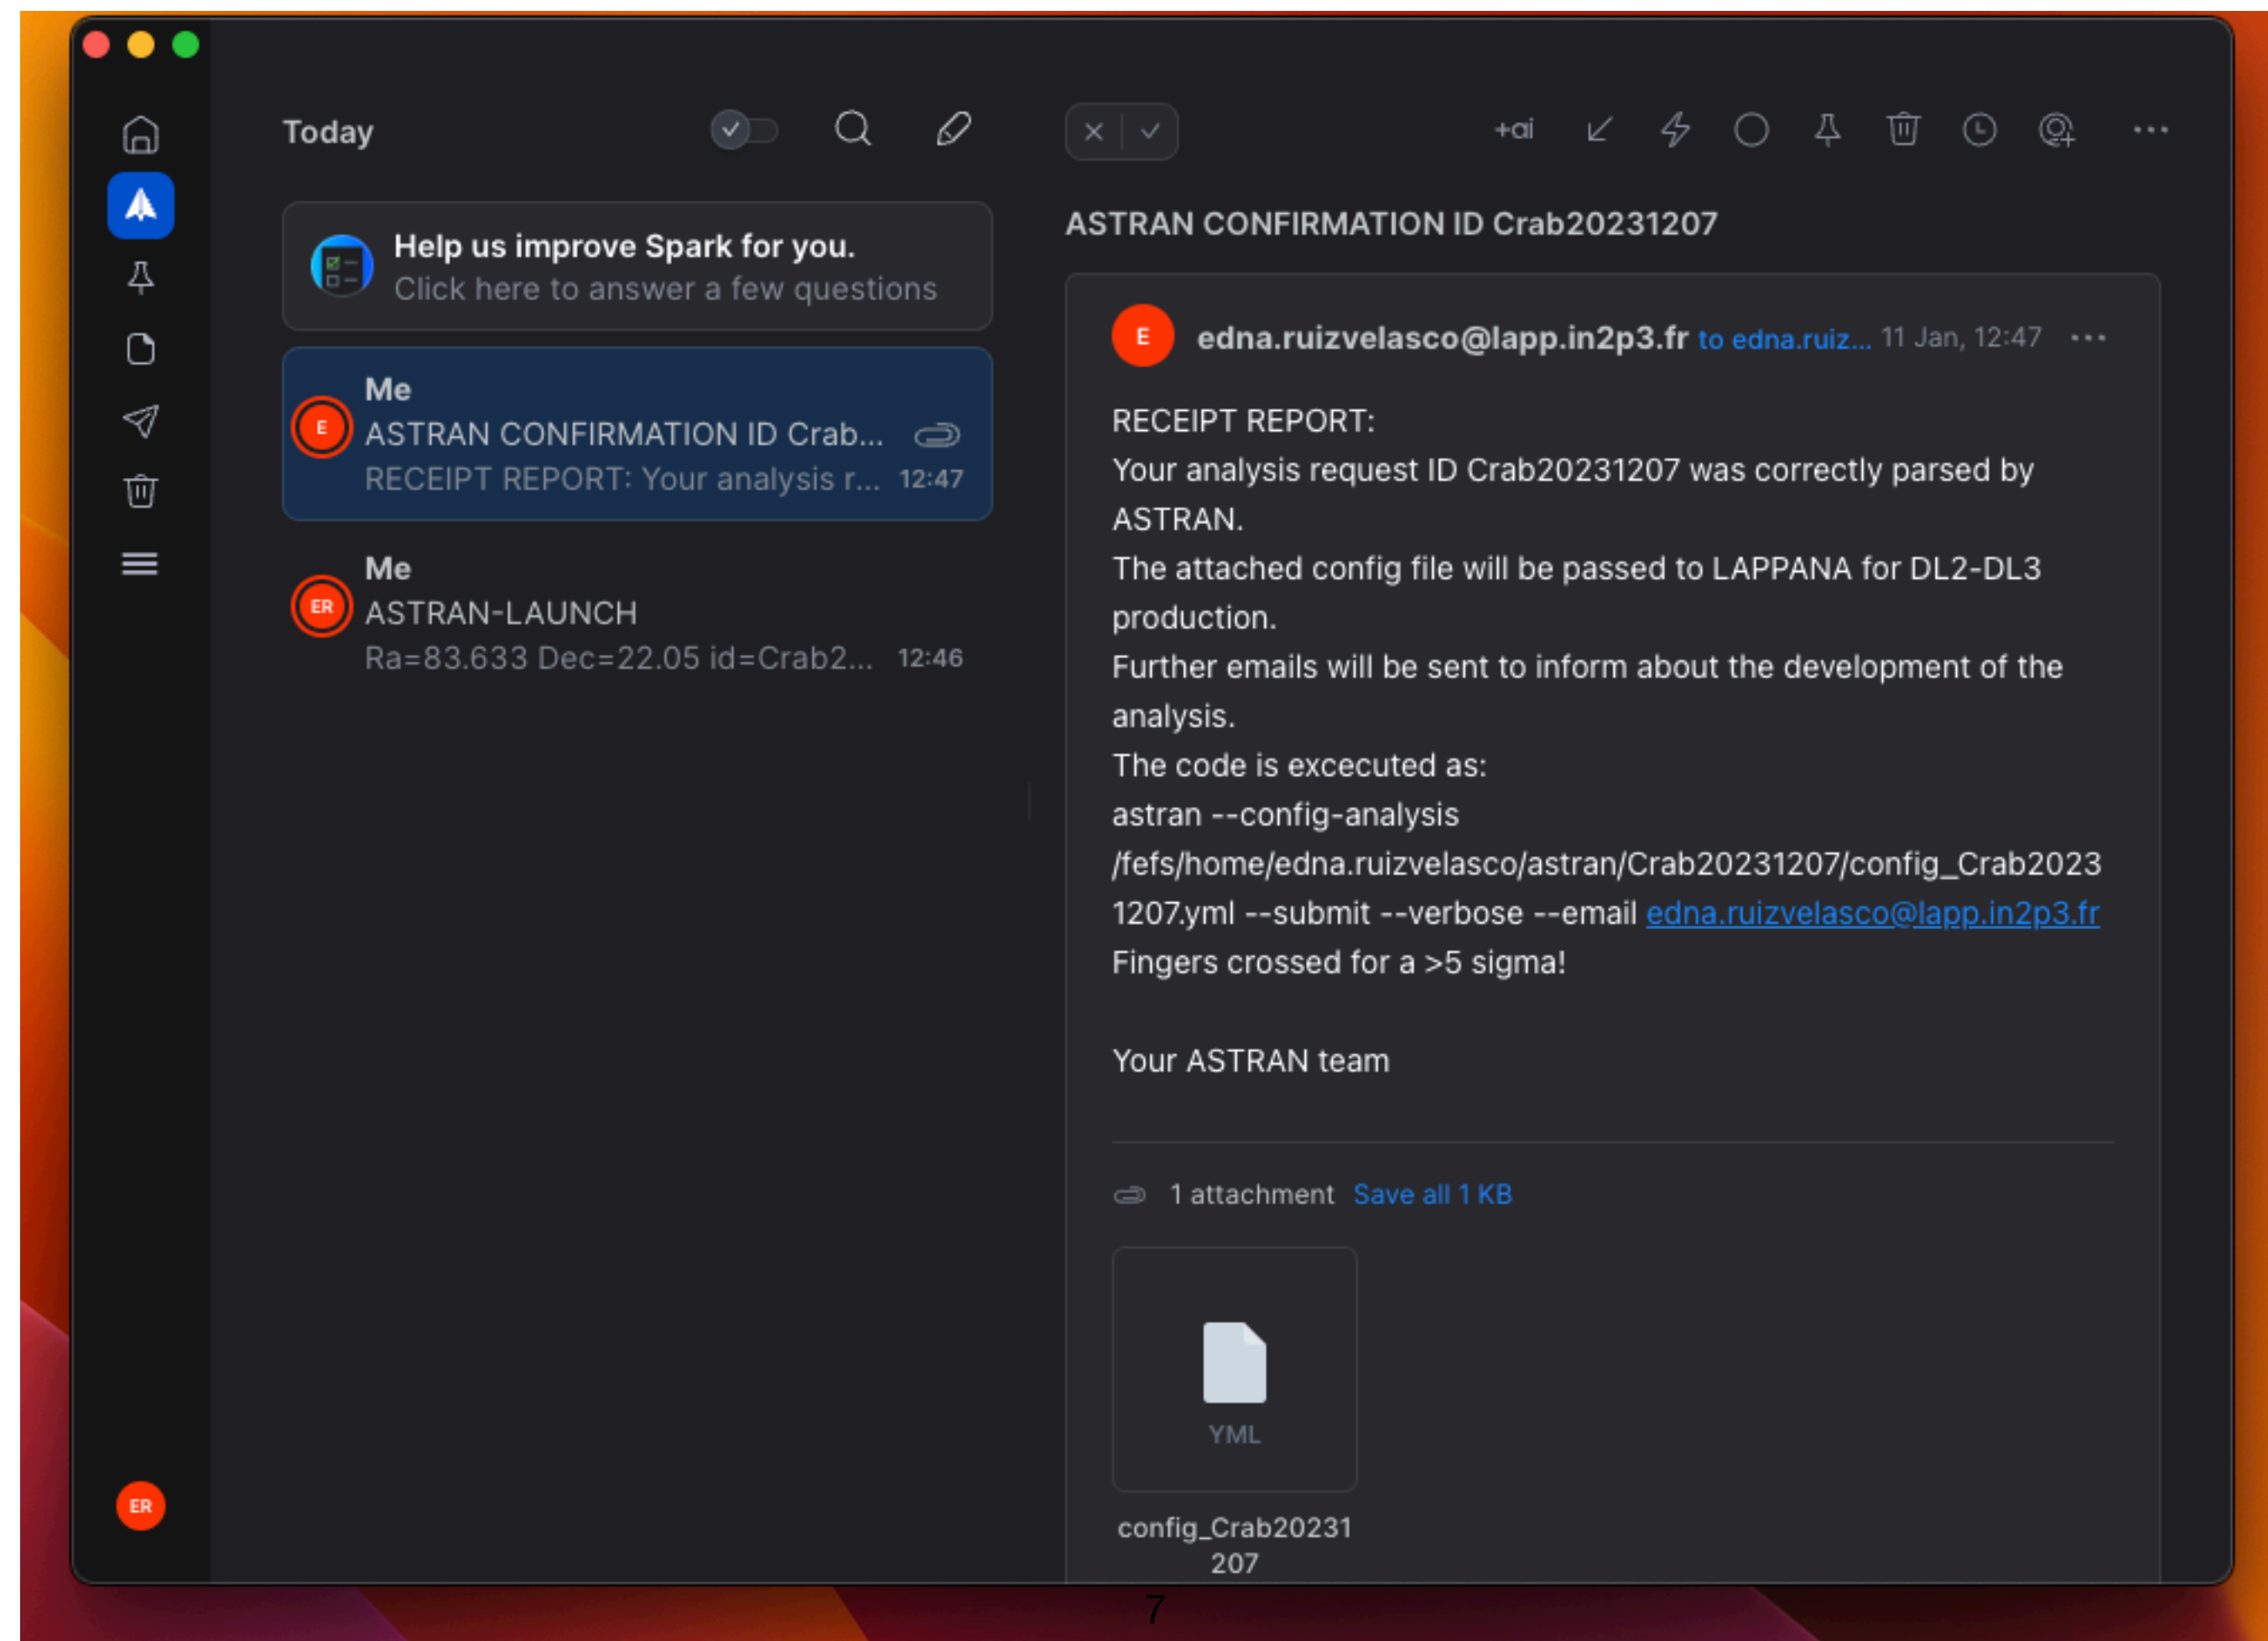 Today
Help us improve Spark for you.
Click here to answer a few questions
E
Me
ASTRAN CONFIRMATION ID Crab...
RECEIPT REPORT: Your analysis r... 12:47
ER
Me
ASTRAN-LAUNCH
Ra=83.633 Dec=22.05 id=Crab2... 12:46
ER
+ai
ASTRAN CONFIRMATION ID Crab20231207
E
edna.ruizvelasco@lapp.in2p3.fr to edna.ruiz... 11 Jan, 12:47
RECEIPT REPORT:
Your analysis request ID Crab20231207 was correctly parsed by
ASTRAN.
The attached config file will be passed to LAPPANA for DL2-DL3
production.
Further emails will be sent to inform about the development of the
analysis.
The code is excecuted as:
astran --config-analysis
/fefs/home/edna.ruizvelasco/astran/Crab20231207/config_Crab2023
1207.yml --submit --verbose --email edna.ruizvelasco@lapp.in2p3.fr
Fingers crossed for a >5 sigma!
Your ASTRAN team
1 attachment Save all 1 KB
YML
config_Crab20231
207
7